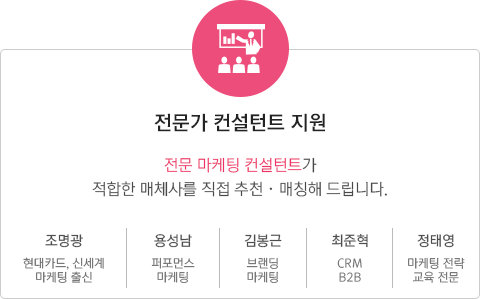 전문가 컨설턴트 지원
전문 마케팅 컨설턴트가
적합한 매체사를 직접 추천 · 매칭해 드립니다.
조명광
현대카드, 신세계
마케팅 출신
용성남
퍼포먼스
마케팅
김봉근
브랜딩
마케팅
최준혁
CRM
B2B
정태영
마케팅 전략
교육 전문